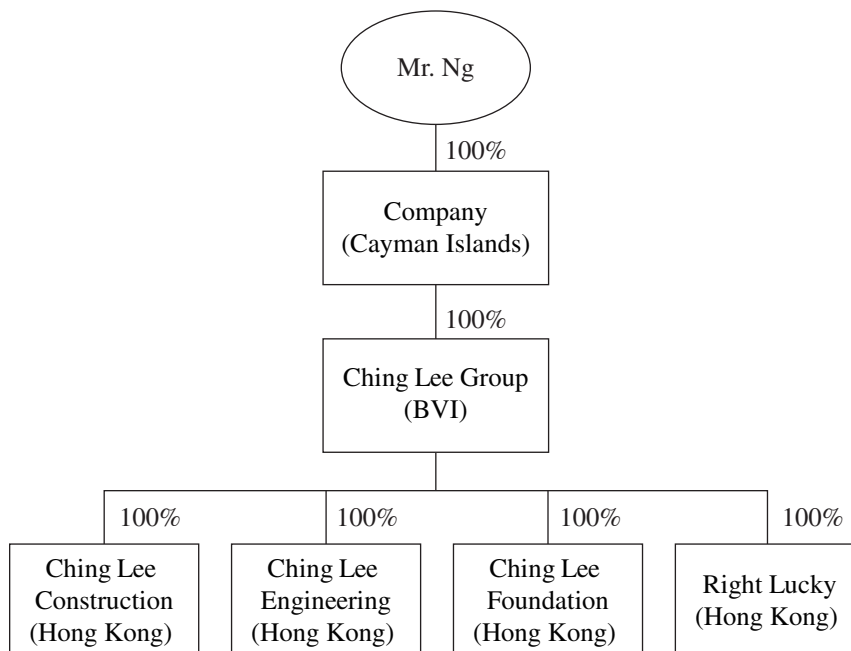 Mr. Ng
100%
Company
(Cayman Islands)
100%
Ching Lee Group
(BVI)
100%
100%
100%
100%
Ching Lee
Construction
(Hong Kong)
Ching Lee
Engineering
(Hong Kong)
Ching Lee
Foundation
(Hong Kong)
Right Lucky
(Hong Kong)